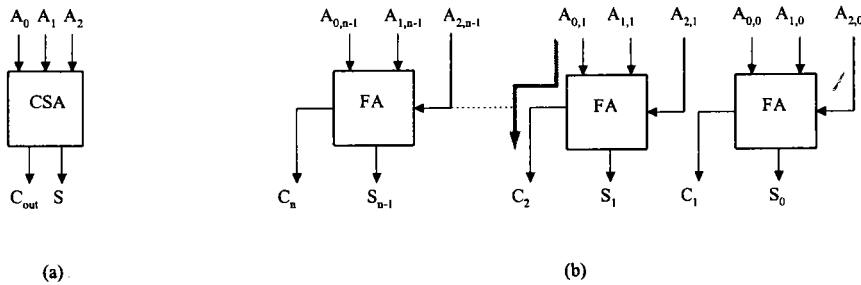 A0 A1 A2
CSA
Cout S
(a)
A0,n-1 A1,n-1 A2,n-1
FA
Cn Sn-1
A0,1 A1,1 A2,1
FA
C2 S1
A0,0 A1,0 A2,0
FA
C1 S0
(b)